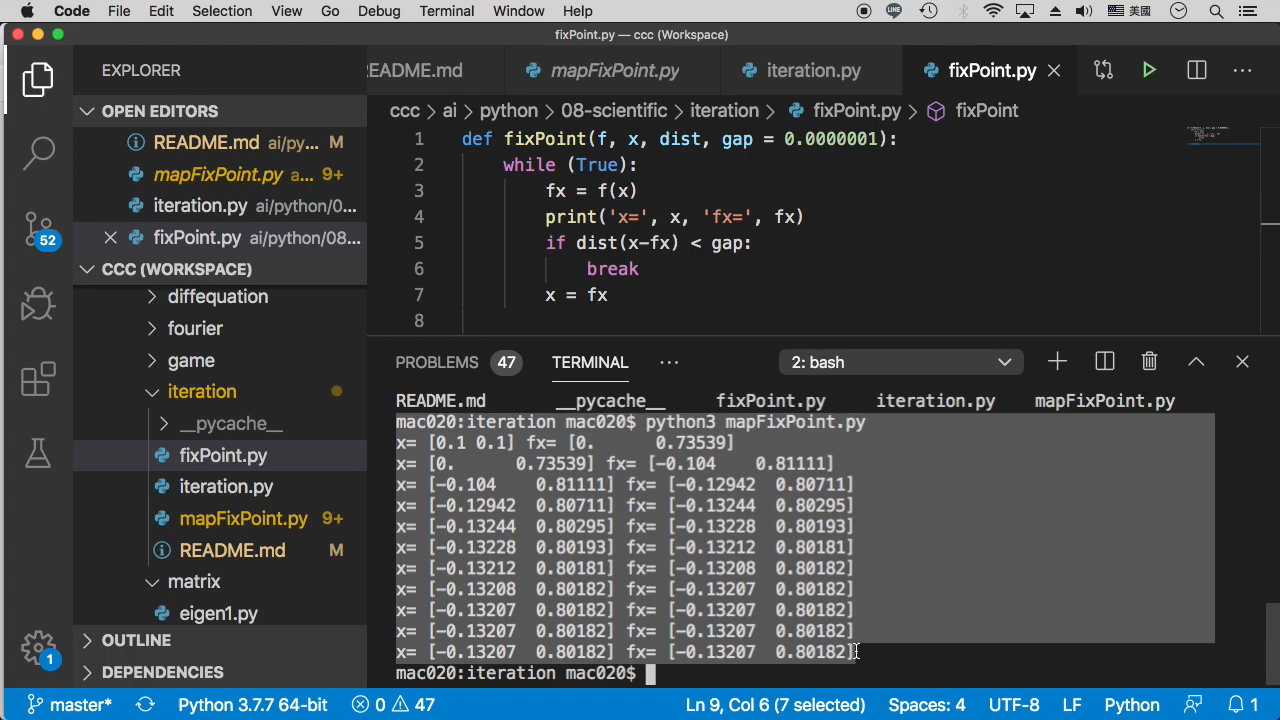 Code File Edit Selection View Go Debug Terminal Window Help LINE 美國
fixPoint.py — ccc (Workspace)
EXPLORER
README.md mapFixPoint.py iteration.py fixPoint.py
OPEN EDITORS
README.md ai/py... M
mapFixPoint.py a... 9+
iteration.py ai/python/0...
fixPoint.py ai/python/08...
52
CCC (WORKSPACE)
diffequation
fourier
game
iteration
__pycache__
fixPoint.py
iteration.py
mapFixPoint.py 9+
README.md M
matrix
eigen1.py
OUTLINE
DEPENDENCIES
1
ccc > ai > python > 08-scientific > iteration > fixPoint.py > fixPoint
1 def fixPoint(f, x, dist, gap = 0.0000001):
2 while (True):
3 fx = f(x)
4 print('x=', x, 'fx=', fx)
5 if dist(x-fx) < gap:
6 break
7 x = fx
8
PROBLEMS 47 TERMINAL ... 2: bash
README.md __pycache__ fixPoint.py iteration.py mapFixPoint.py
mac020:iteration mac020$ python3 mapFixPoint.py
x= [0.1 0.1] fx= [0. 0.73539]
x= [0. 0.73539] fx= [-0.104 0.81111]
x= [-0.104 0.81111] fx= [-0.12942 0.80711]
x= [-0.12942 0.80711] fx= [-0.13244 0.80295]
x= [-0.13244 0.80295] fx= [-0.13228 0.80193]
x= [-0.13228 0.80193] fx= [-0.13212 0.80181]
x= [-0.13212 0.80181] fx= [-0.13208 0.80182]
x= [-0.13208 0.80182] fx= [-0.13207 0.80182]
x= [-0.13207 0.80182] fx= [-0.13207 0.80182]
x= [-0.13207 0.80182] fx= [-0.13207 0.80182]
x= [-0.13207 0.80182] fx= [-0.13207 0.80182]
mac020:iteration mac020$
master* Python 3.7.7 64-bit 0 47 Ln 9, Col 6 (7 selected) Spaces: 4 UTF-8 LF Python 1